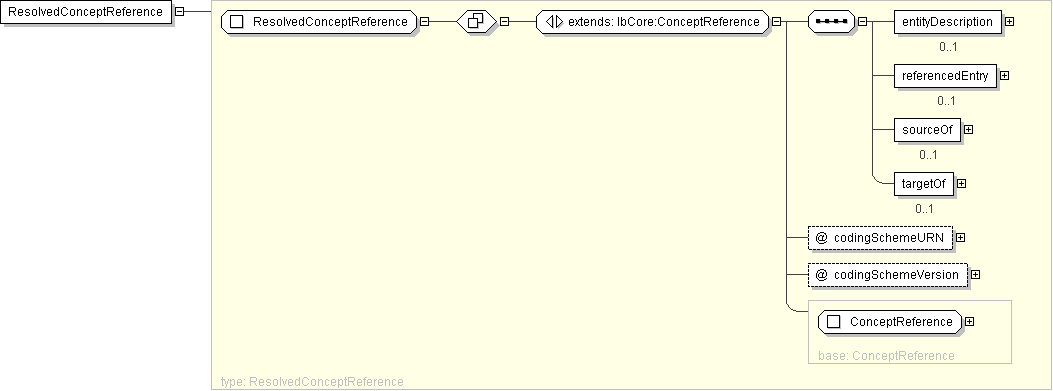 ResolvedConceptReference
ResolvedConceptReference
extends: lbCore:ConceptReference
entityDescription
0..1
referencedEntry
0..1
sourceOf
0..1
targetOf
0..1
@ codingSchemeURN
@ codingSchemeVersion
ConceptReference
base: ConceptReference
type: ResolvedConceptReference